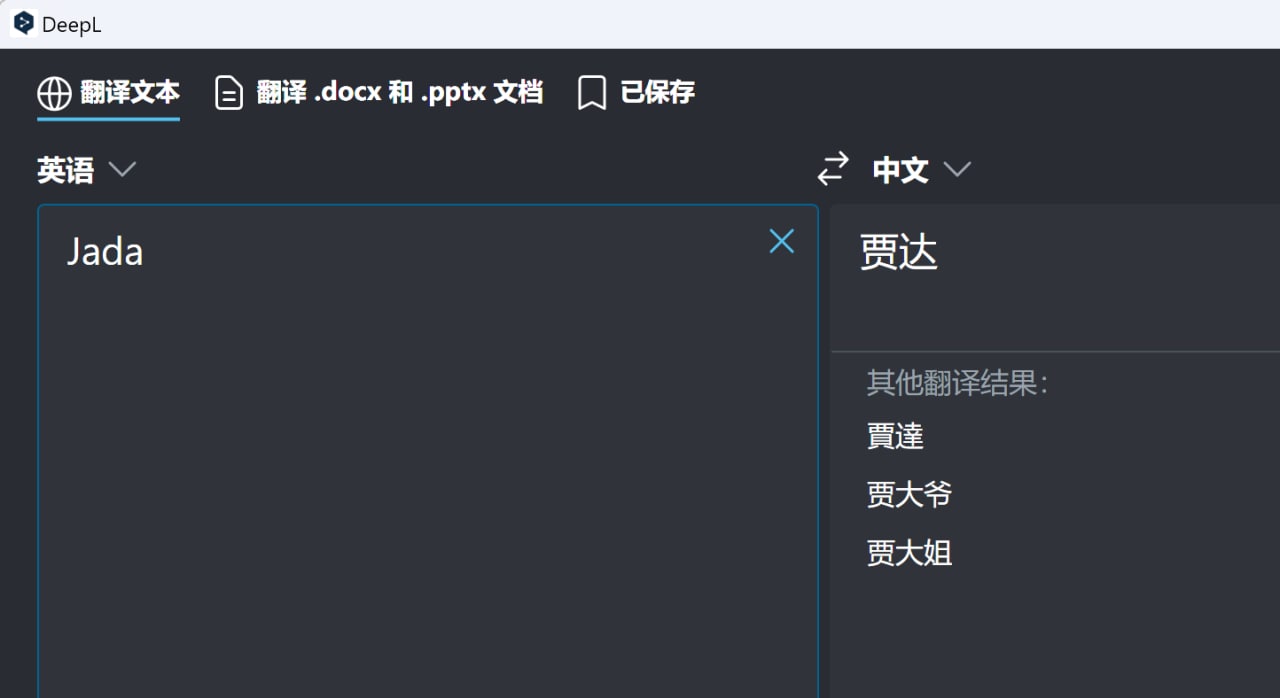 DeepL
翻译文本 翻译 .docx 和 .pptx 文档 已保存
英语 中文
Jada
贾达
其他翻译结果：
賈達
贾大爷
贾大姐